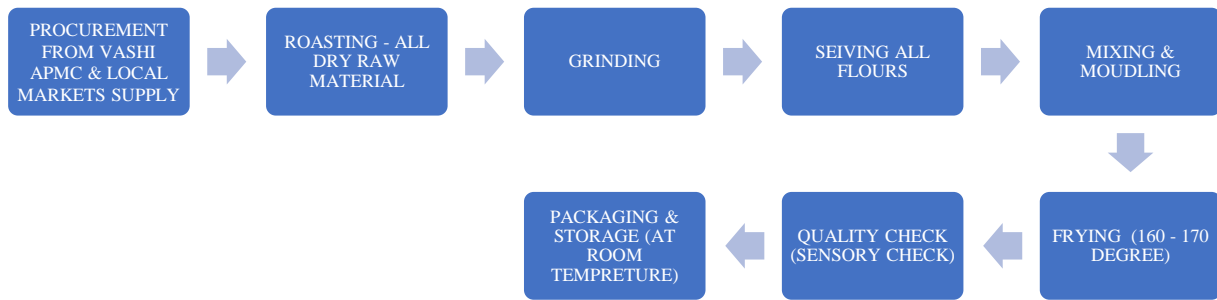 PROCUREMENT
FROM VASHI
APMC & LOCAL
MARKETS SUPPLY
ROASTING - ALL
DRY RAW
MATERIAL
GRINDING
SEIVING ALL
FLOURS
MIXING &
MOUDLING
FRYING (160 - 170
DEGREE)
QUALITY CHECK
(SENSORY CHECK)
PACKAGING &
STORAGE (AT
ROOM
TEMPRETURE)